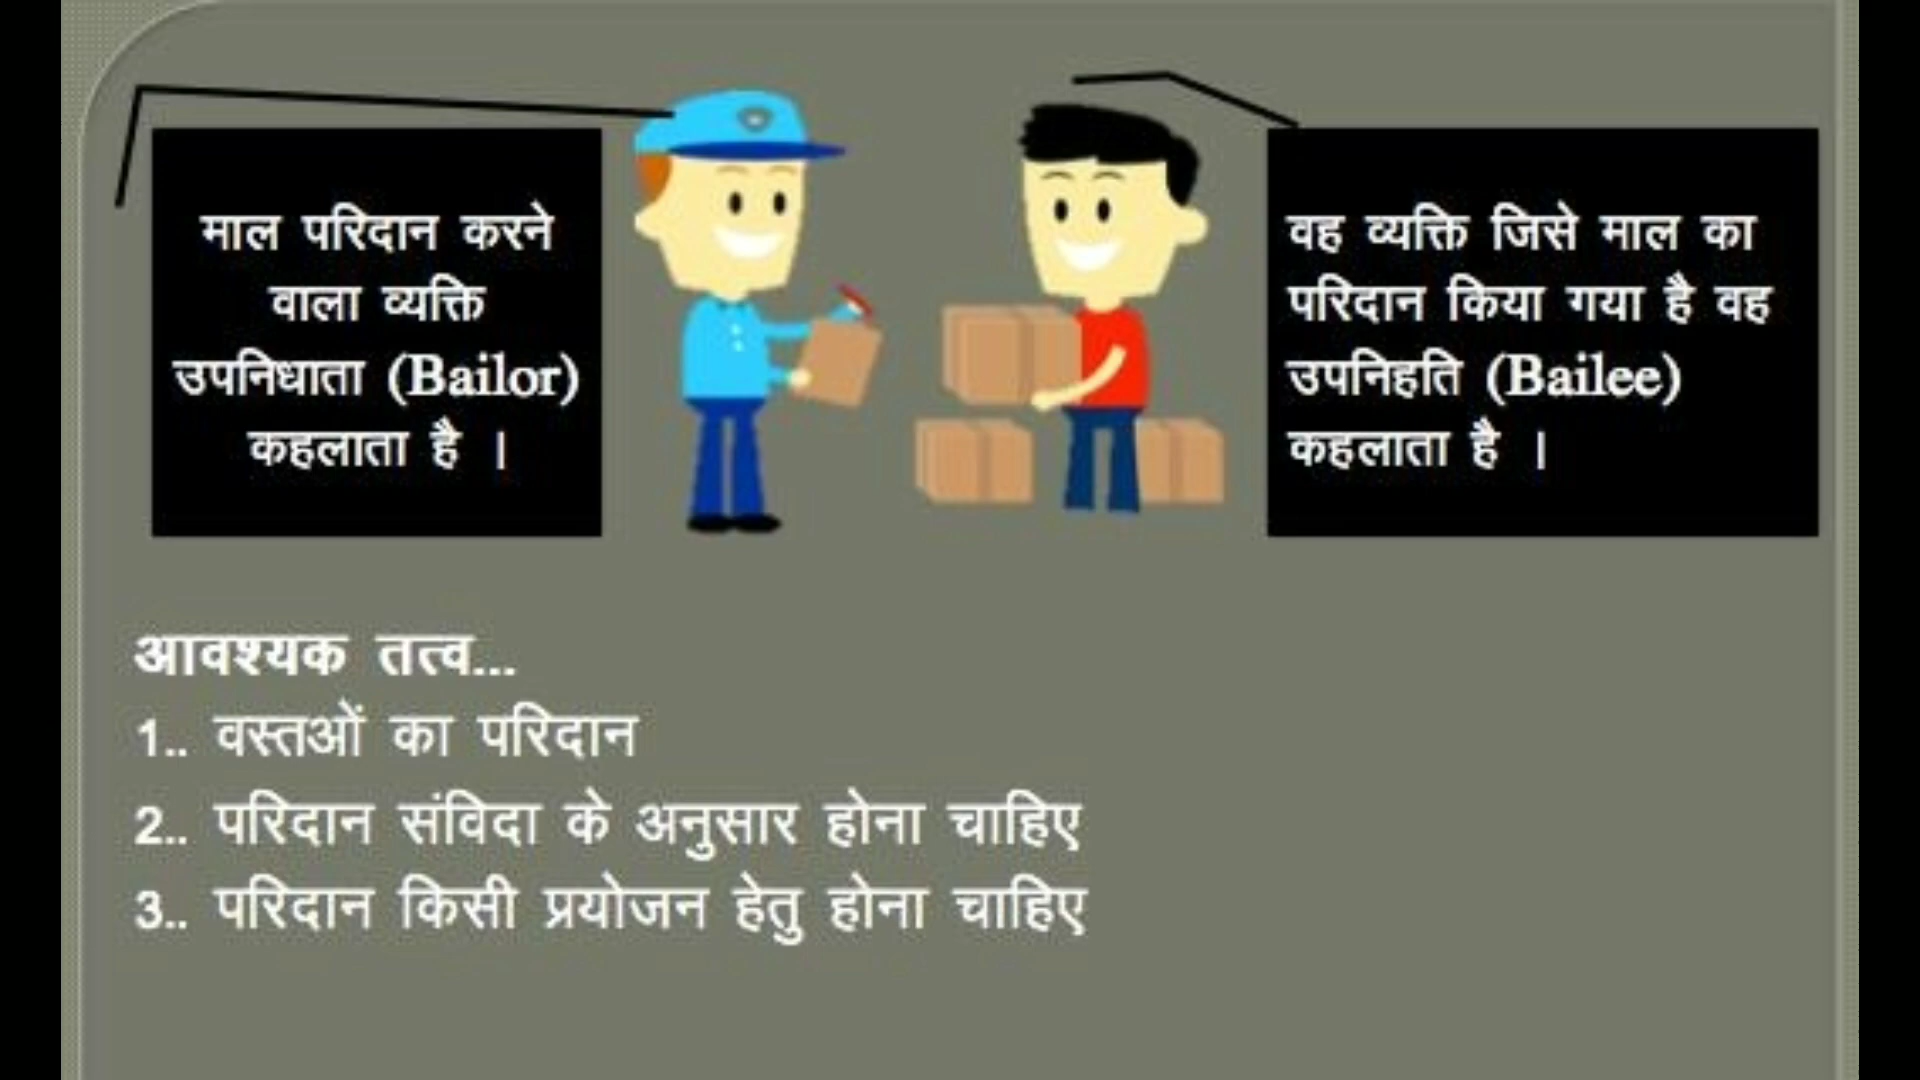 माल परिदान करने
वाला व्यक्ति
उपनिधाता (Bailor)
कहलाता है ।
वह व्यक्ति जिसे माल का
परिदान किया गया है वह
उपनिहति (Bailee)
कहलाता है ।
आवश्यक तत्व...
1.. वस्तओं का परिदान
2.. परिदान संविदा के अनुसार होना चाहिए
3.. परिदान किसी प्रयोजन हेतु होना चाहिए